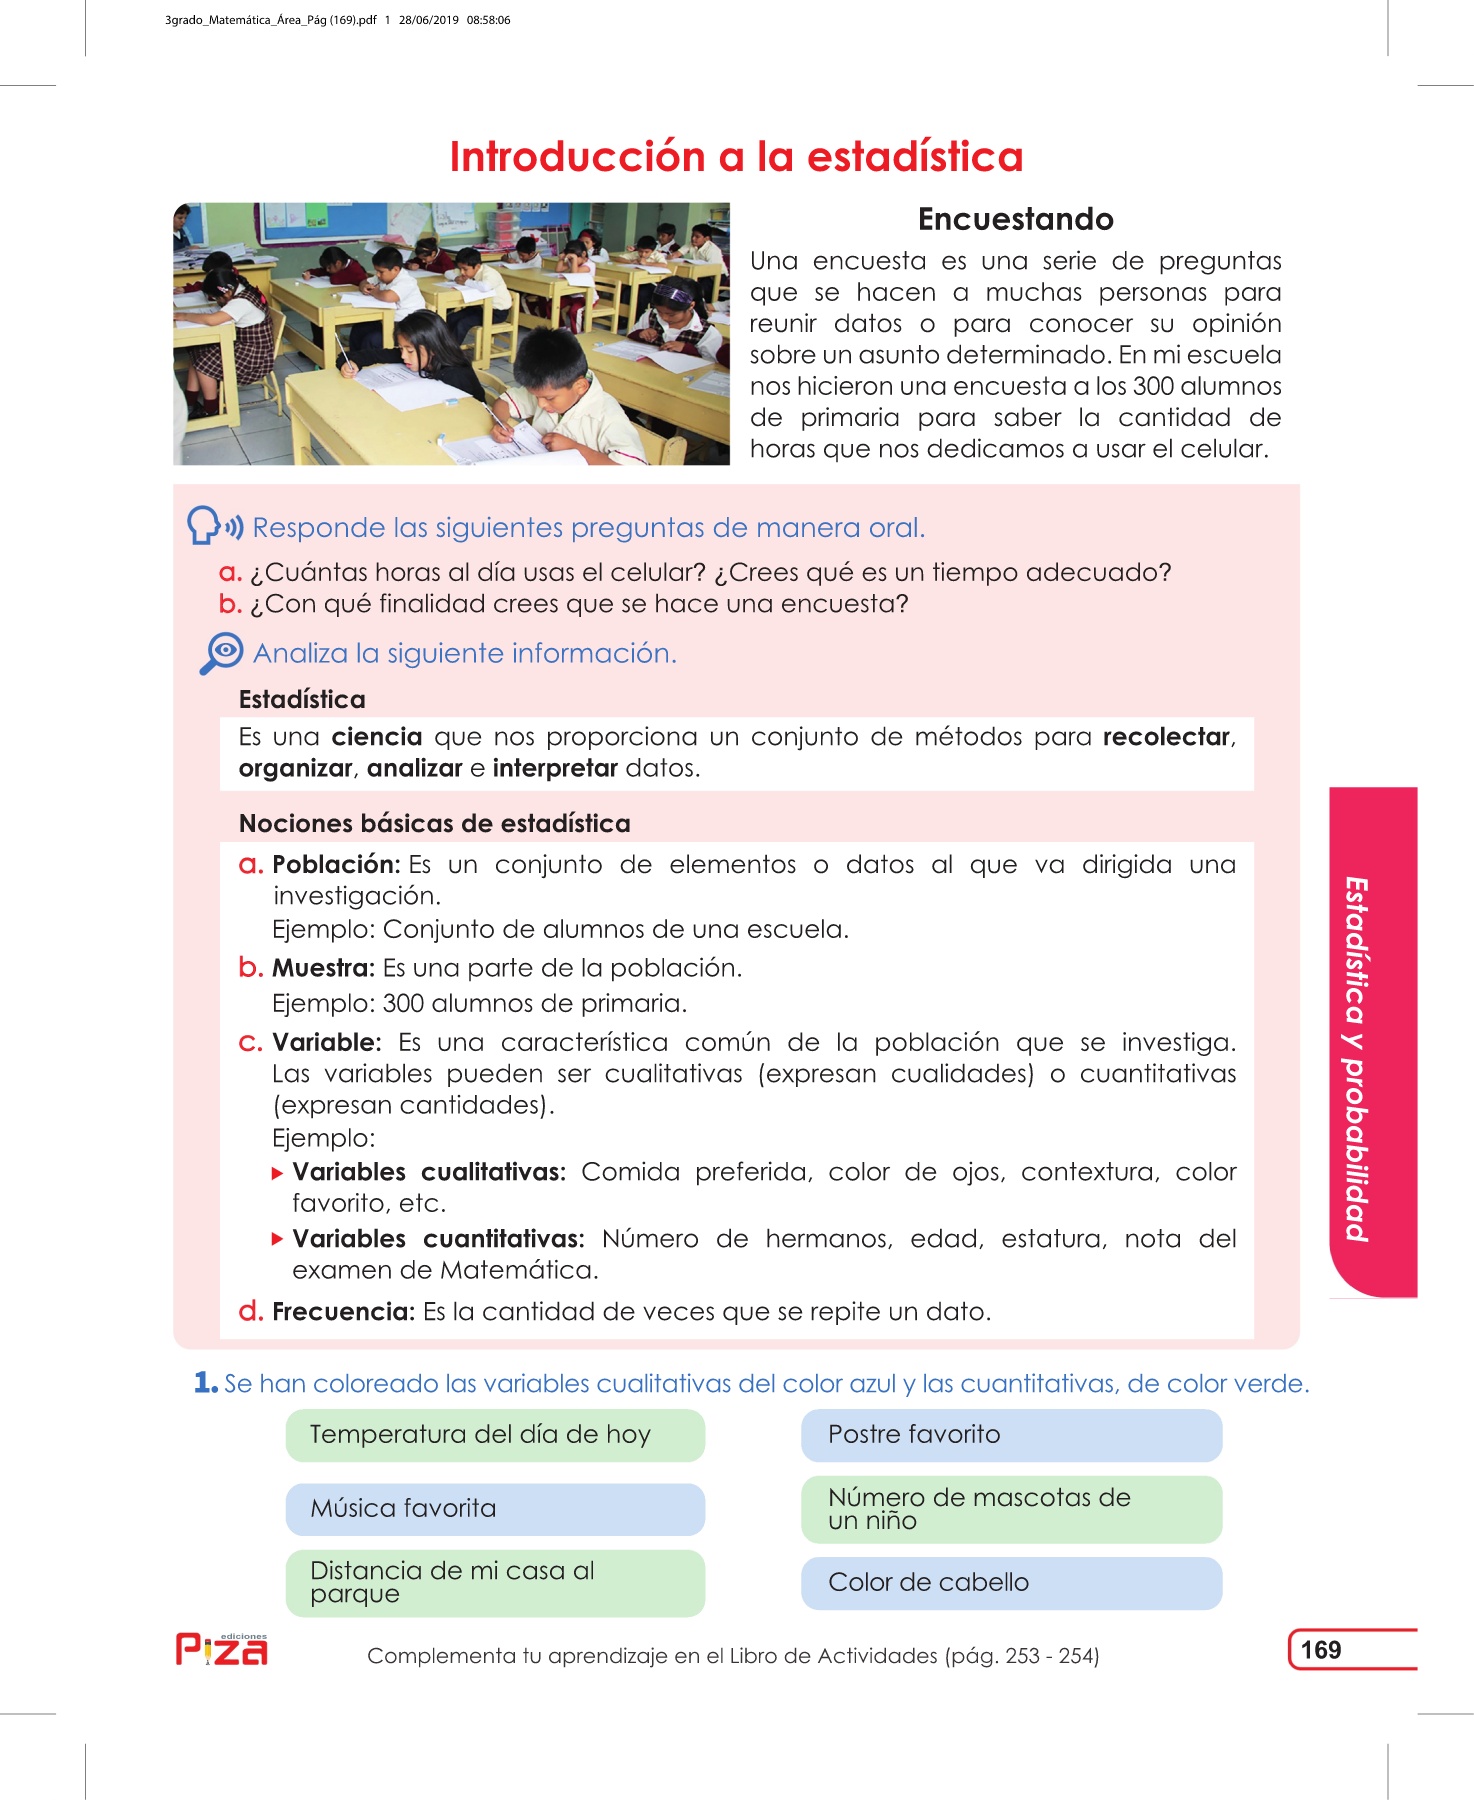 3grado_Matemática_Área_Pág (169).pdf 1 28/06/2019 08:58:06
Introducción a la estadística
Encuestando
Una encuesta es una serie de preguntas
que se hacen a muchas personas para
reunir datos o para conocer su opinión
sobre un asunto determinado. En mi escuela
nos hicieron una encuesta a los 300 alumnos
de primaria para saber la cantidad de
horas que nos dedicamos a usar el celular.
Responde las siguientes preguntas de manera oral.
a. ¿Cuántas horas al día usas el celular? ¿Crees qué es un tiempo adecuado?
b. ¿Con qué finalidad crees que se hace una encuesta?
Analiza la siguiente información.
Estadística
Es una ciencia que nos proporciona un conjunto de métodos para recolectar,
organizar, analizar e interpretar datos.
Nociones básicas de estadística
a. Población: Es un conjunto de elementos o datos al que va dirigida una
investigación.
Ejemplo: Conjunto de alumnos de una escuela.
b. Muestra: Es una parte de la población.
Ejemplo: 300 alumnos de primaria.
c. Variable: Es una característica común de la población que se investiga.
Las variables pueden ser cualitativas (expresan cualidades) o cuantitativas
(expresan cantidades).
Ejemplo:
Variables cualitativas: Comida preferida, color de ojos, contextura, color
favorito, etc.
Variables cuantitativas: Número de hermanos, edad, estatura, nota del
examen de Matemática.
d. Frecuencia: Es la cantidad de veces que se repite un dato.
Estadística y probabilidad
1. Se han coloreado las variables cualitativas del color azul y las cuantitativas, de color verde.
Temperatura del día de hoy
Postre favorito
Música favorita
Número de mascotas de
un niño
Distancia de mi casa al
parque
Color de cabello
ediciones
Piza
Complementa tu aprendizaje en el Libro de Actividades (pág. 253 - 254)
169